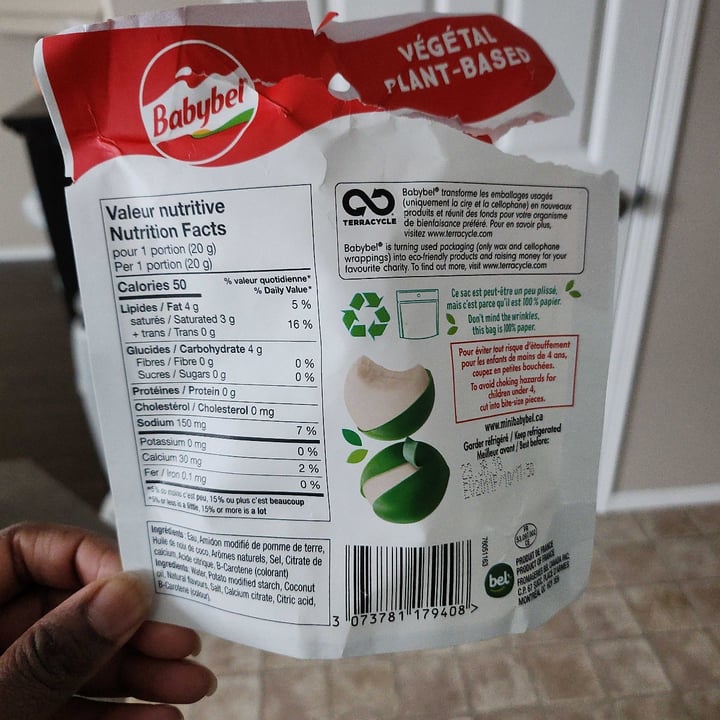 Babybel
VÉGÉTAL
PLANT-BASED
Valeur nutritive
Nutrition Facts
pour 1 portion (20 g)
Per 1 portion (20 g)
Calories 50
% valeur quotidienne*
% Daily Value*
Lipides / Fat 4 g 5 %
saturés / Saturated 3 g
+ trans / Trans 0 g 16 %
Glucides / Carbohydrate 4 g
Fibres / Fibre 0 g 0 %
Sucres / Sugars 0 g 0 %
Protéines / Protein 0 g
Cholestérol / Cholesterol 0 mg
Sodium 150 mg 7 %
Potassium 0 mg 0 %
Calcium 30 mg 2 %
Fer / Iron 0.1 mg 0 %
*5% ou moins c'est peu, 15% ou plus c'est beaucoup
*5% or less is a little, 15% or more is a lot
Ingrédients: Eau, Amidon modifié de pomme de terre,
Huile de noix de coco, Arômes naturels, Sel, Citrate de
calcium, Acide citrique, B-Carotène (colorant)
Ingredients: Water, Potato modified starch, Coconut
oil, Natural flavours, Salt, Calcium citrate, Citric acid,
B-Carotene (colour)
TERRACYCLE
Babybel® transforme les emballages usagés
(uniquement la cire et la cellophane) en nouveaux
produits et réunit des fonds pour votre organisme
de bienfaisance préféré. Pour en savoir plus,
visitez www.terracycle.com
Babybel® is turning used packaging (only wax and cellophane
wrappings) into eco-friendly products and raising money for your
favourite charity. To find out more, visit www.terracycle.com
Ce sac est peut-être un peu plissé,
mais c'est parce qu'il est 100 % papier.
Don't mind the wrinkles,
this bag is 100% paper.
Pour éviter tout risque d'étouffement
pour les enfants de moins de 4 ans,
coupez en petites bouchées.
To avoid choking hazards for
children under 4,
cut into bite-size pieces.
www.minibabybel.ca
Garder réfrigéré / Keep refrigerated
Meilleur avant / Best before:
3 073781 179408 >
76051163
bel
FR
CE
PRODUIT DE FRANCE
PRODUCT OF FRANCE
FROMAGERIES BEL CANADA INC.